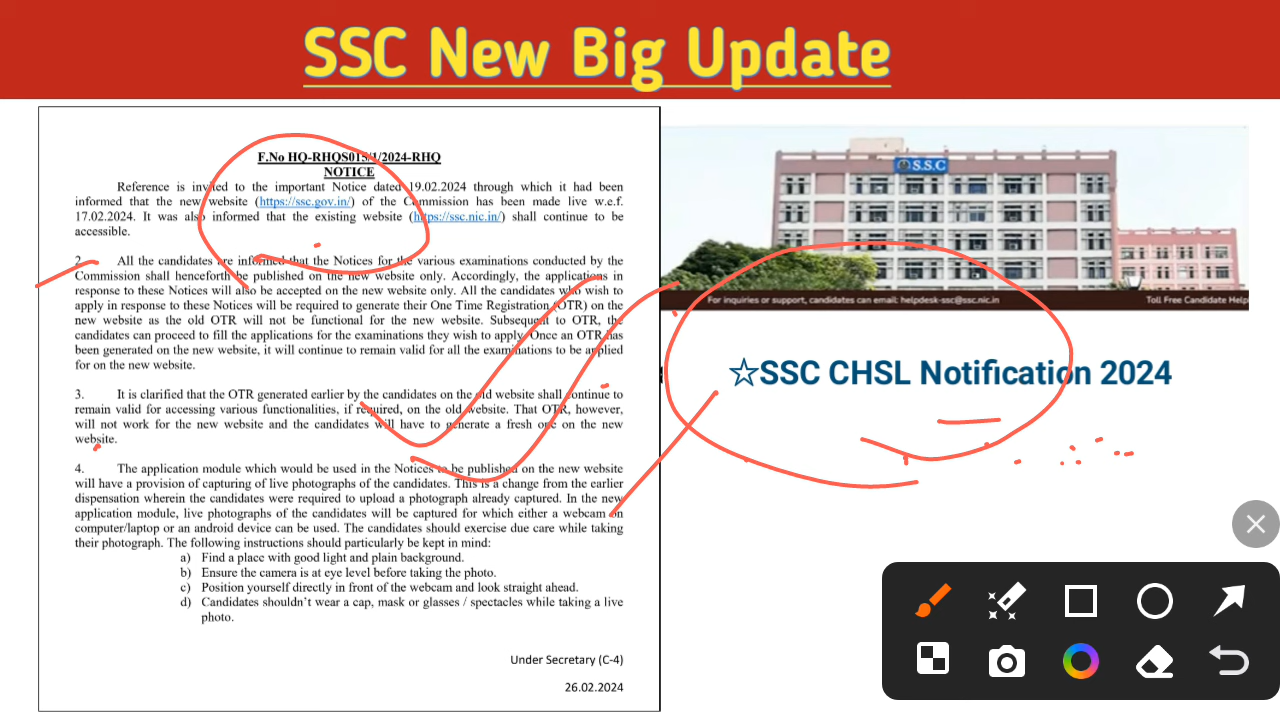 SSC New Big Update
F.No HQ-RHQS015/1/2024-RHQ
NOTICE
Reference is invited to the important Notice dated 19.02.2024 through which it had been
informed that the new website (https://ssc.gov.in/) of the Commission has been made live w.e.f.
17.02.2024. It was also informed that the existing website (https://ssc.nic.in/) shall continue to be
accessible.
2. All the candidates are informed that the Notices for the various examinations conducted by the
Commission shall henceforth be published on the new website only. Accordingly, the applications in
response to these Notices will also be accepted on the new website only. All the candidates who wish to
apply in response to these Notices will be required to generate their One Time Registration (OTR) on the
new website as the old OTR will not be functional for the new website. Subsequent to OTR, the
candidates can proceed to fill the applications for the examinations they wish to apply. Once an OTR has
been generated on the new website, it will continue to remain valid for all the examinations to be applied
for on the new website.
3. It is clarified that the OTR generated earlier by the candidates on the old website shall continue to
remain valid for accessing various functionalities, if required, on the old website. That OTR, however,
will not work for the new website and the candidates will have to generate a fresh one on the new
website.
4. The application module which would be used in the Notices to be published on the new website
will have a provision of capturing of live photographs of the candidates. This is a change from the earlier
dispensation wherein the candidates were required to upload a photograph already captured. In the new
application module, live photographs of the candidates will be captured for which either a webcam on
computer/laptop or an android device can be used. The candidates should exercise due care while taking
their photograph. The following instructions should particularly be kept in mind:
a) Find a place with good light and plain background.
b) Ensure the camera is at eye level before taking the photo.
c) Position yourself directly in front of the webcam and look straight ahead.
d) Candidates shouldn't wear a cap, mask or glasses / spectacles while taking a live
photo.
Under Secretary (C-4)
26.02.2024
S.S.C
For inquiries or support, candidates can email: helpdesk-ssc@ssc.nic.in Toll Free Candidate Help
☆SSC CHSL Notification 2024